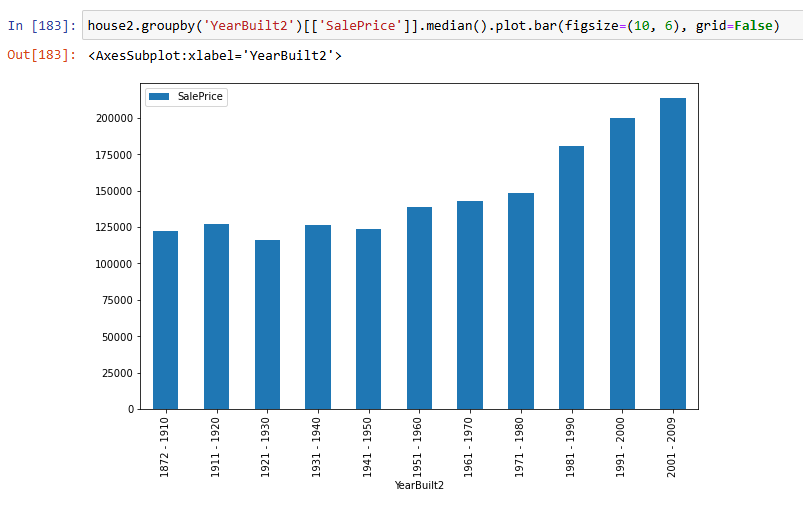 In [183]: house2.groupby('YearBuilt2')[['SalePrice']].median().plot.bar(figsize=(10, 6), grid=False)
Out[183]: <AxesSubplot:xlabel='YearBuilt2'>
SalePrice
200000
175000
150000
125000
100000
75000
50000
25000
0
1872 - 1910
1911 - 1920
1921 - 1930
1931 - 1940
1941 - 1950
1951 - 1960
1961 - 1970
1971 - 1980
1981 - 1990
1991 - 2000
2001 - 2009
YearBuilt2